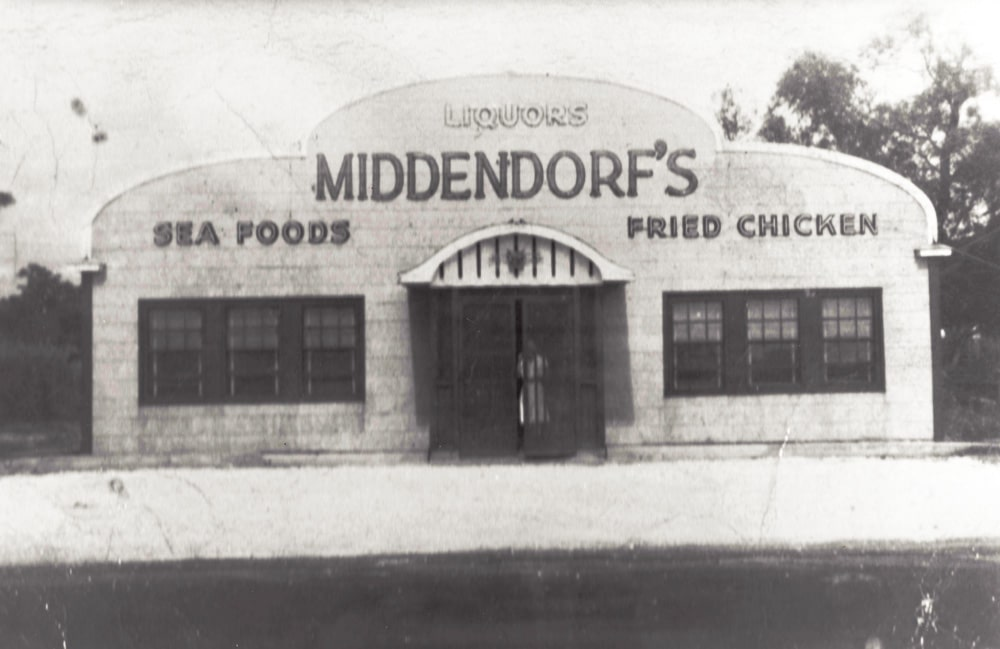 LIQUORS
MIDDENDORF'S
SEA FOODS
FRIED CHICKEN